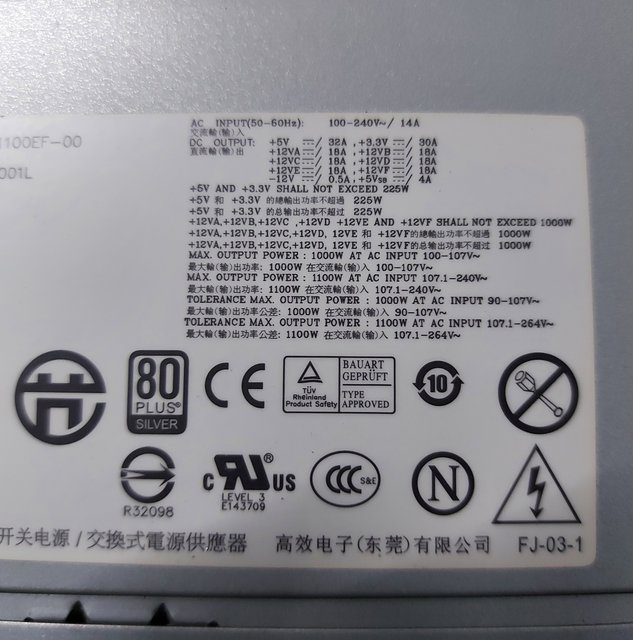 1100EF-00
001L
AC INPUT(50-60Hz): 100-240V~/ 14A
交流輸(輸)入
DC OUTPUT: +5V ⎓/ 32A ,+3.3V ⎓/ 30A
直流輸(輸)出 +12VA ⎓/ 18A ,+12VB ⎓/ 18A
+12VC ⎓/ 18A ,+12VD ⎓/ 18A
+12VE ⎓/ 18A ,+12VF ⎓/ 18A
-12V ⎓/ 0.5A ,+5VSB ⎓/ 4A
+5V AND +3.3V SHALL NOT EXCEED 225W
+5V 和 +3.3V 的總輸出功率不超過 225W
+5V 和 +3.3V 的总输出功率不超过 225W
+12VA,+12VB,+12VC ,+12VD +12VE AND +12VF SHALL NOT EXCEED 1000W
+12VA,+12VB,+12VC,+12VD, 12VE 和 +12VF的總輸出功率不超過 1000W
+12VA,+12VB,+12VC,+12VD, 12VE 和 +12VF的总输出功率不超过 1000W
MAX. OUTPUT POWER : 1000W AT AC INPUT 100-107V~
最大輸(输)出功率: 1000W 在交流輸(输)入 100-107V~
MAX. OUTPUT POWER : 1100W AT AC INPUT 107.1-240V~
最大輸(输)出功率: 1100W 在交流輸(输)入 107.1-240V~
TOLERANCE MAX. OUTPUT POWER : 1000W AT AC INPUT 90-107V~
最大輸(输)出功率公差: 1000W 在交流輸(输)入 90-107V~
TOLERANCE MAX. OUTPUT POWER : 1100W AT AC INPUT 107.1-264V~
最大輸(输)出功率公差: 1100W 在交流輸(输)入 107.1-264V~
80
PLUS®
SILVER
CE
TÜV
Rheinland
Product Safety
BAUART
GEPRÜFT
TYPE
APPROVED
10
R32098
c RU® US
LEVEL 3
E143709
CCC S&E
N
开关电源 / 交換式電源供應器 高效电子(东莞)有限公司 FJ-03-1